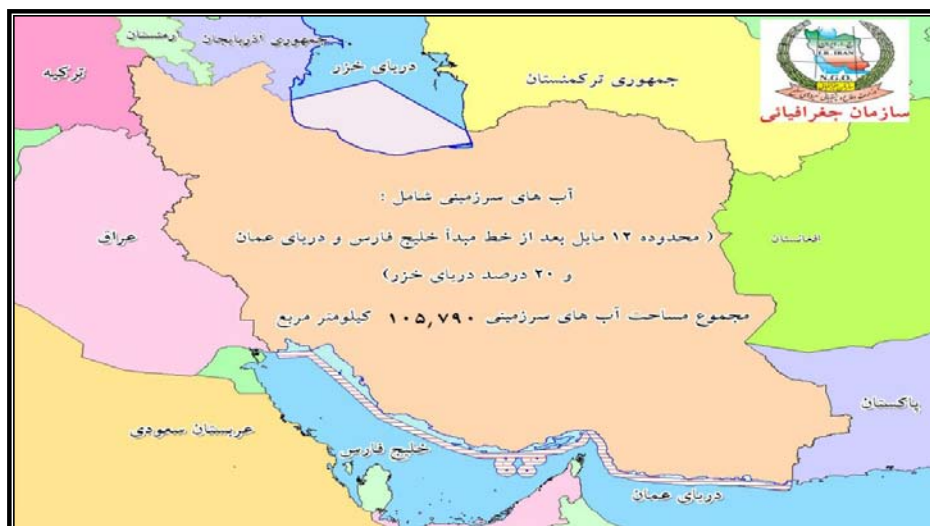 ارمنستان
جمهوری آذربایجان
ترکیه
دریای خزر
جمهوری ترکمنستان
I.R. IRAN
N.G.O.
سازمان جغرافیائی
آب های سرزمینی شامل :
( محدوده ۱۲ مایل بعد از خط مبدأ خلیج فارس و دریای عمان
و ۲۰ درصد دریای خزر)
مجموع مساحت آب های سرزمینی ۱۰۵,۷۹۰ کیلومتر مربع
عراق
افغانستان
پاکستان
عربستان سعودی
خلیج فارس
دریای عمان